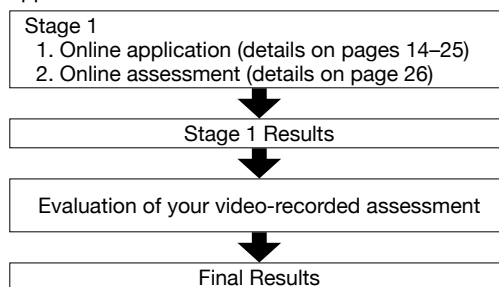 Stage 1
1. Online application (details on pages 14–25)
2. Online assessment (details on page 26)
Stage 1 Results
Evaluation of your video-recorded assessment
Final Results